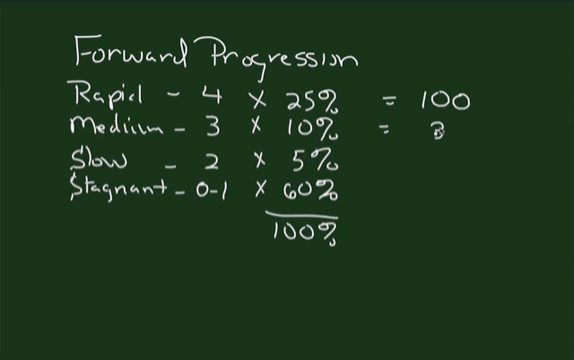 Forward Progression
Rapid - 4 x 25% = 100
Medium - 3 x 10% = 3
Slow - 2 x 5%
Stagnant - 0-1 x 60%
100%